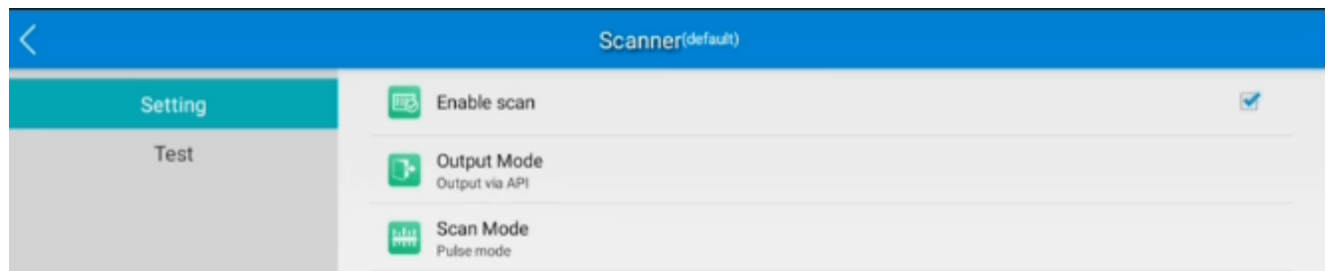 Scanner(default)
Setting
Test
Enable scan
Output Mode
Output via API
Scan Mode
Pulse mode